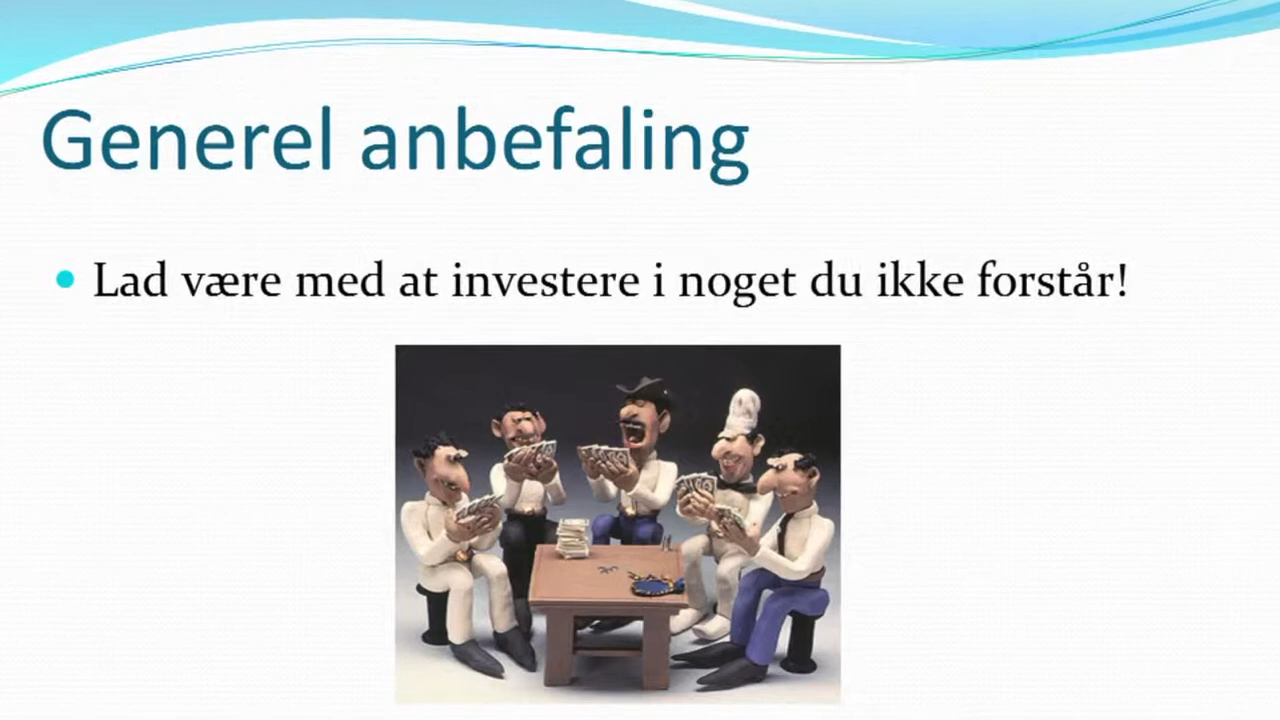 Generel anbefaling
Lad være med at investere i noget du ikke forstår!